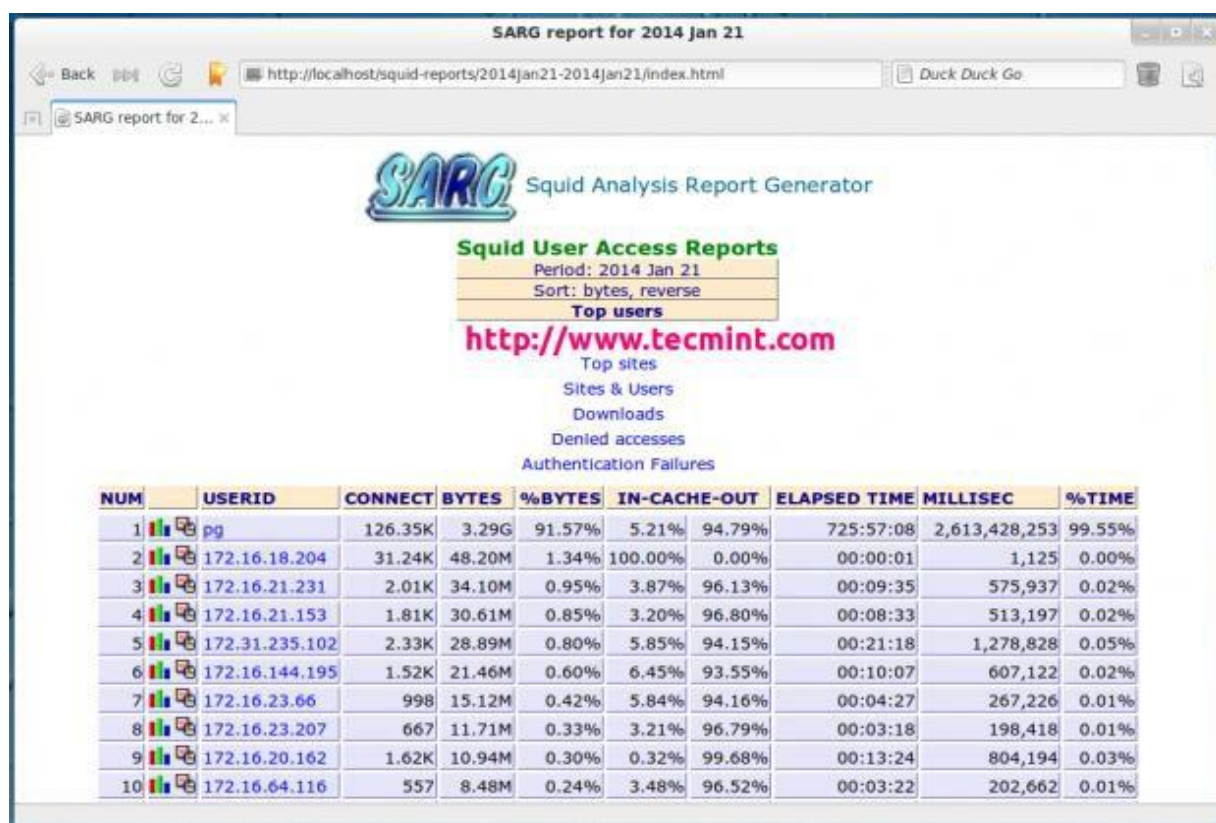 SARG report for 2014 Jan 21
Back http://localhost/squid-reports/2014Jan21-2014Jan21/index.html Duck Duck Go
SARG report for 2...
SARG Squid Analysis Report Generator
Squid User Access Reports
Period: 2014 Jan 21
Sort: bytes, reverse
Top users
http://www.tecmint.com
Top sites
Sites & Users
Downloads
Denied accesses
Authentication Failures
NUM USERID CONNECT BYTES %BYTES IN-CACHE-OUT ELAPSED TIME MILLISEC %TIME
1 pg 126.35K 3.29G 91.57% 5.21% 94.79% 725:57:08 2,613,428,253 99.55%
2 172.16.18.204 31.24K 48.20M 1.34% 100.00% 0.00% 00:00:01 1,125 0.00%
3 172.16.21.231 2.01K 34.10M 0.95% 3.87% 96.13% 00:09:35 575,937 0.02%
4 172.16.21.153 1.81K 30.61M 0.85% 3.20% 96.80% 00:08:33 513,197 0.02%
5 172.31.235.102 2.33K 28.89M 0.80% 5.85% 94.15% 00:21:18 1,278,828 0.05%
6 172.16.144.195 1.52K 21.46M 0.60% 6.45% 93.55% 00:10:07 607,122 0.02%
7 172.16.23.66 998 15.12M 0.42% 5.84% 94.16% 00:04:27 267,226 0.01%
8 172.16.23.207 667 11.71M 0.33% 3.21% 96.79% 00:03:18 198,418 0.01%
9 172.16.20.162 1.62K 10.94M 0.30% 0.32% 99.68% 00:13:24 804,194 0.03%
10 172.16.64.116 557 8.48M 0.24% 3.48% 96.52% 00:03:22 202,662 0.01%